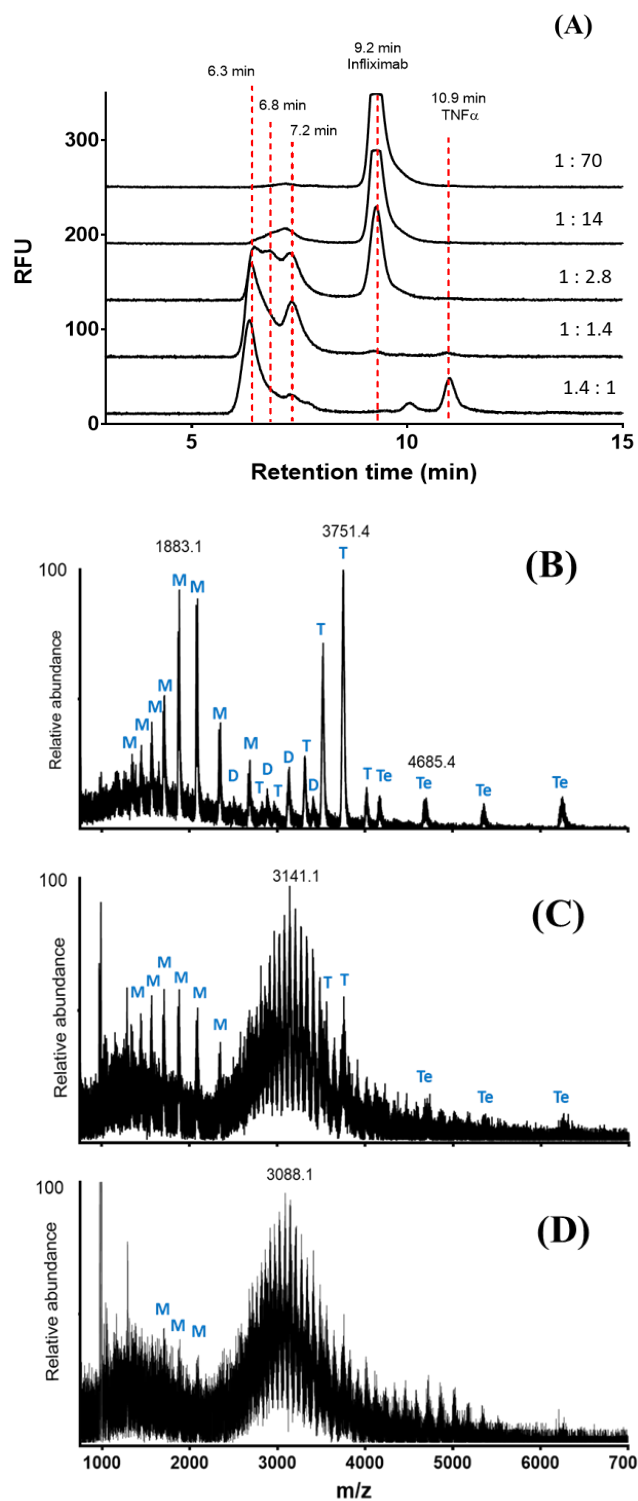 (A)
9.2 min
Infliximab
6.3 min
10.9 min
TNFα
6.8 min
7.2 min
300
200
100
0
RFU
1 : 70
1 : 14
1 : 2.8
1 : 1.4
1.4 : 1
5
10
15
Retention time (min)
(B)
3751.4
1883.1
100
Relative abundance
M
M
M
M
M
M
M
M
D
T
D
T
D
T
D
T
T
T
Te
4685.4
Te
Te
Te
(C)
100
3141.1
Relative abundance
M
M
M
M
M
M
T
T
Te
Te
Te
(D)
100
3088.1
Relative abundance
M
M
M
1000
2000
3000
4000
5000
6000
700
m/z